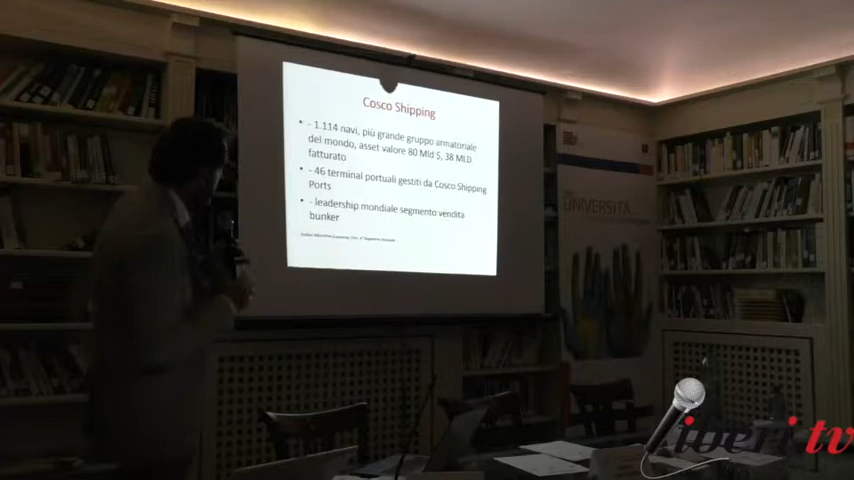 Cosco Shipping
• - 1.114 navi, più grande gruppo armatoriale
del mondo, asset valore 80 Mld $, 38 MLD
fatturato
• - 46 terminal portuali gestiti da Cosco Shipping
Ports
• - leadership mondiale segmento vendita
bunker
UNIVERSITÀ
liberi.tv